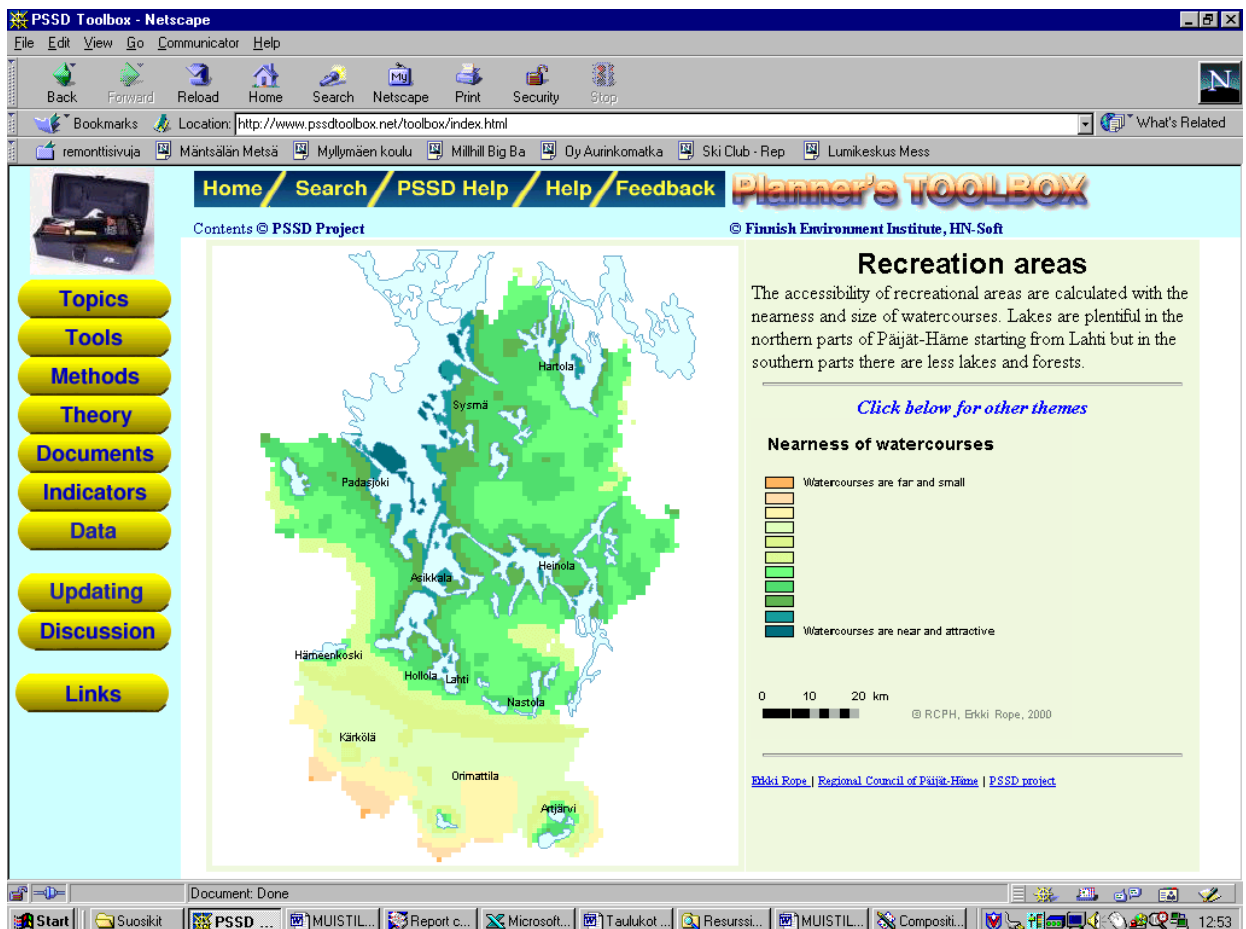 PSSD Toolbox - Netscape
File Edit View Go Communicator Help
Back Forward Reload Home Search Netscape Print Security Stop
My
N
Bookmarks Location: http://www.pssdtoolbox.net/toolbox/index.html What's Related
remonttisivuja Mäntsälän Metsä Myllymäen koulu Millhill Big Ba Oy Aurinkomatka Ski Club - Rep Lumikeskus Mess
Home Search PSSD Help Help Feedback Planner's TOOLBOX
Contents © PSSD Project © Finnish Environment Institute, HN-Soft
Topics
Tools
Methods
Theory
Documents
Indicators
Data
Updating
Discussion
Links
Hartola
Sysmä
Padasjoki
Asikkala
Heinola
Hämeenkoski
Hollola
Lahti
Nastola
Kärkölä
Orimattila
Artjärvi
Recreation areas
The accessibility of recreational areas are calculated with the
nearness and size of watercourses. Lakes are plentiful in the
northern parts of Päijät-Häme starting from Lahti but in the
southern parts there are less lakes and forests.
Click below for other themes
Nearness of watercourses
Watercourses are far and small
Watercourses are near and attractive
0 10 20 km
© RCPH, Erkki Rope, 2000
Erkki Rope | Regional Council of Päijät-Häme | PSSD project
Document: Done
Start Suosikit PSSD ... MUISTIL... Report c... Microsoft... Taulukot ... Resurssi... MUISTIL... Compositi... 12:53